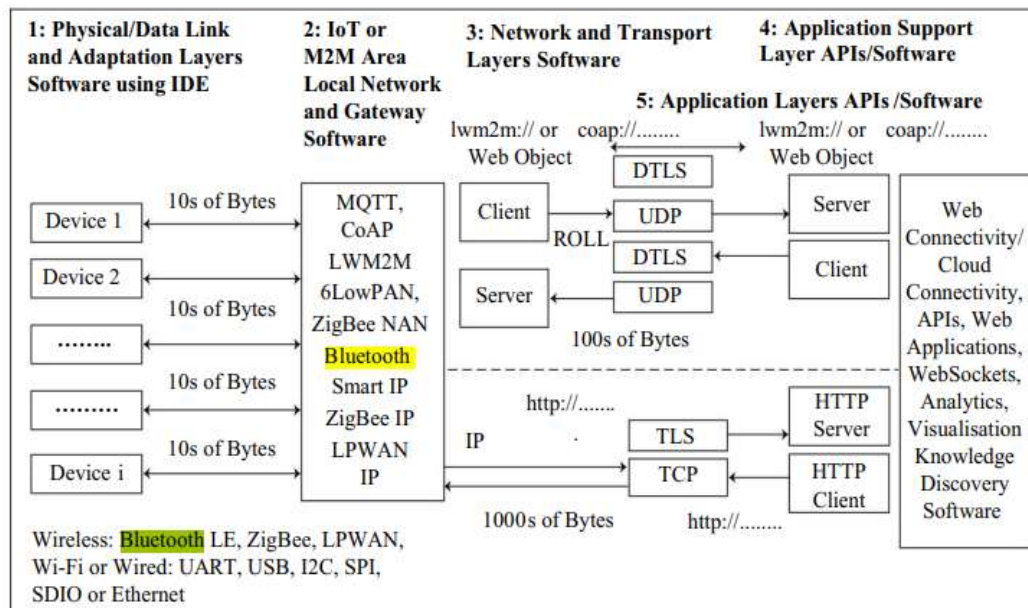 1: Physical/Data Link
and Adaptation Layers
Software using IDE
2: IoT or
M2M Area
Local Network
and Gateway
Software
3: Network and Transport
Layers Software
4: Application Support
Layer APIs/Software
5: Application Layers APIs /Software
lwm2m:// or coap://........
Web Object
lwm2m:// or coap://........
Web Object
Device 1
10s of Bytes
Device 2
10s of Bytes
........
10s of Bytes
.........
10s of Bytes
Device i
MQTT,
CoAP
LWM2M
6LowPAN,
ZigBee NAN
Bluetooth
Smart IP
ZigBee IP
LPWAN
IP
Client
Server
ROLL
DTLS
UDP
DTLS
UDP
100s of Bytes
Server
Client
http://.......
IP
TLS
TCP
1000s of Bytes
http://........
HTTP
Server
HTTP
Client
Web
Connectivity/
Cloud
Connectivity,
APIs, Web
Applications,
WebSockets,
Analytics,
Visualisation
Knowledge
Discovery
Software
Wireless: Bluetooth LE, ZigBee, LPWAN,
Wi-Fi or Wired: UART, USB, I2C, SPI,
SDIO or Ethernet